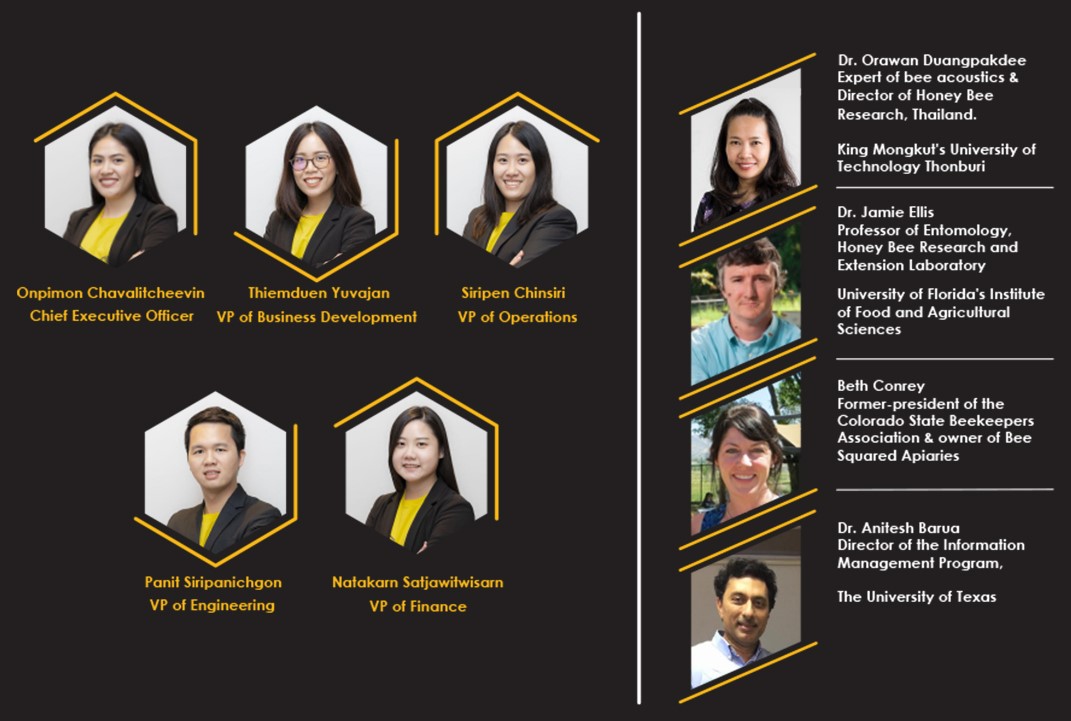 Onpimon Chavalitcheevin
Chief Executive Officer
Thiemduen Yuvajan
VP of Business Development
Siripen Chinsiri
VP of Operations
Panit Siripanichgon
VP of Engineering
Natakarn Satjawitwisarn
VP of Finance
Dr. Orawan Duangpakdee
Expert of bee acoustics &
Director of Honey Bee
Research, Thailand.
King Mongkut's University of
Technology Thonburi
Dr. Jamie Ellis
Professor of Entomology,
Honey Bee Research and
Extension Laboratory
University of Florida's Institute
of Food and Agricultural
Sciences
Beth Conrey
Former-president of the
Colorado State Beekeepers
Association & owner of Bee
Squared Apiaries
Dr. Anitesh Barua
Director of the Information
Management Program,
The University of Texas